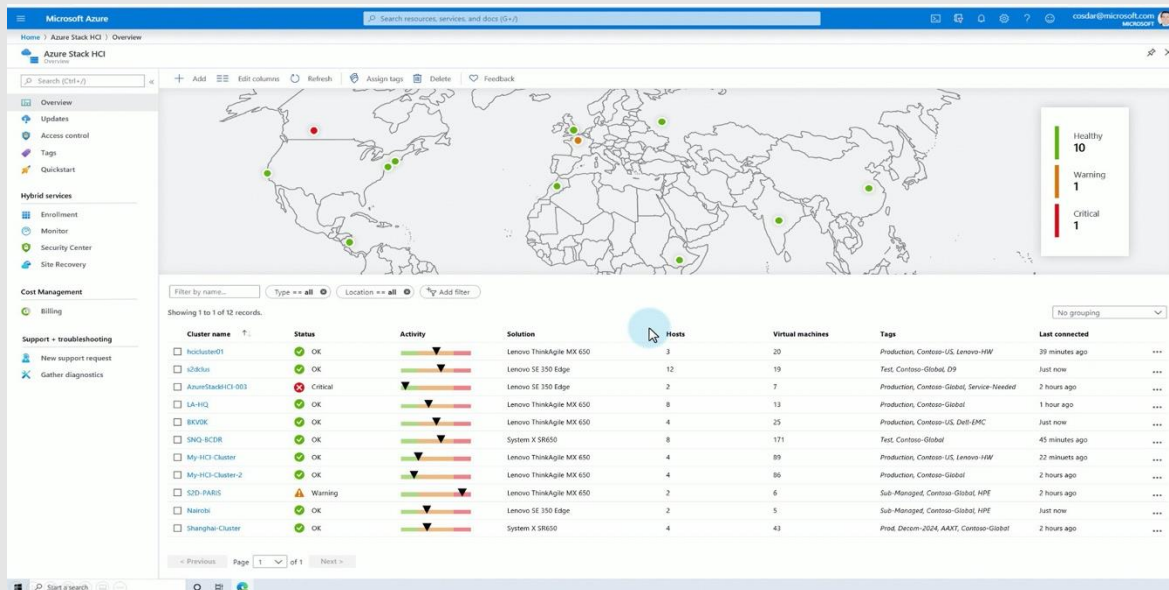 Microsoft Azure
Search resources, services, and docs (G+/)
cosdar@microsoft.com
MICROSOFT
Home > Azure Stack HCI > Overview
Azure Stack HCI
Overview
Search (Ctrl+/)
Add Edit columns Refresh Assign tags Delete Feedback
Overview
Updates
Access control
Tags
Quickstart
Hybrid services
Enrollment
Monitor
Security Center
Site Recovery
Cost Management
Billing
Support + troubleshooting
New support request
Gather diagnostics
Healthy
10
Warning
1
Critical
1
Filter by name... Type == all Location == all Add filter
Showing 1 to 1 of 12 records. No grouping
Cluster name Status Activity Solution Hosts Virtual machines Tags Last connected
hcicluster01 OK Lenovo ThinkAgile MX 650 3 20 Production, Contoso-US, Lenovo-HW 39 minutes ago
s2dclus OK Lenovo SE 350 Edge 12 19 Test, Contoso-Global, D9 Just now
AzureStackHCI-003 Critical Lenovo SE 350 Edge 2 7 Production, Contoso-Global, Service-Needed 2 hours ago
LA-HQ OK Lenovo ThinkAgile MX 650 8 13 Production, Contoso-Global 1 hour ago
BKV0K OK Lenovo ThinkAgile MX 650 4 25 Production, Contoso-US, Dell-EMC Just now
SNQ-BCDR OK System X SR650 8 171 Test, Contoso-Global 45 minutes ago
My-HCI-Cluster OK Lenovo ThinkAgile MX 650 4 89 Production, Contoso-US, Lenovo-HW 22 minuets ago
My-HCI-Cluster-2 OK Lenovo ThinkAgile MX 650 4 86 Production, Contoso-Global 2 hours ago
S2D-PARIS Warning Lenovo ThinkAgile MX 650 2 6 Sub-Managed, Contoso-Global, HPE 2 hours ago
Nairobi OK Lenovo SE 350 Edge 2 5 Sub-Managed, Contoso-Global, HPE Just now
Shanghai-Cluster OK System X SR650 4 43 Prod, Decom-2024, AAXT, Contoso-Global 2 hours ago
< Previous Page 1 of 1 Next >
Start a search